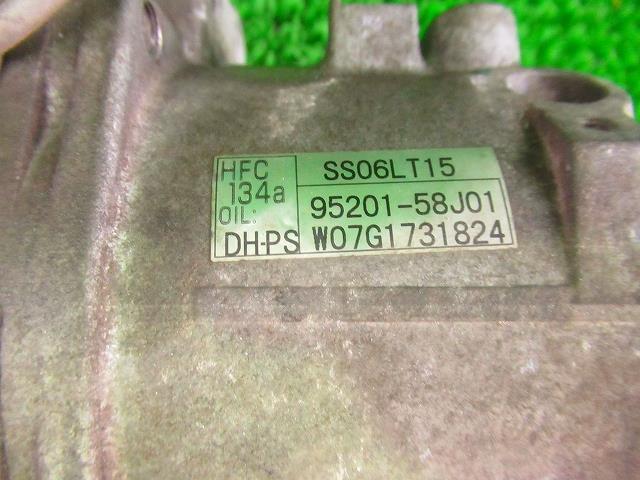 HFC
134a
OIL:
DH-PS
SS06LT15
95201-58J01
W07G1731824